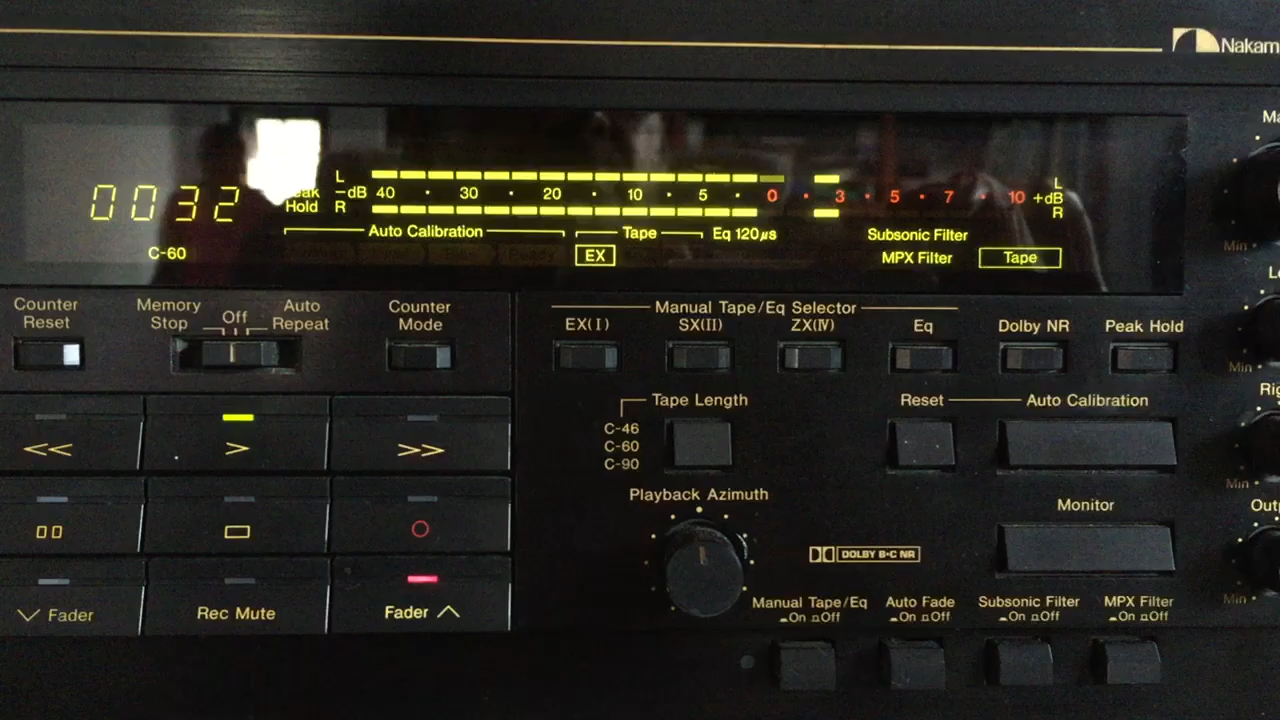 Nakam
Ma
0032
Peak Hold
L
R
-dB 40 30 20 10 5 0 3 5 7 10 +dB
L
R
Auto Calibration
Tape
Eq 120μs
Subsonic Filter
C-60
EX
Ready
MPX Filter
Tape
Min
Counter Reset
Memory Stop
Off
Auto Repeat
Counter Mode
Manual Tape/Eq Selector
EX(I)
SX(II)
ZX(IV)
Eq
Dolby NR
Peak Hold
Min
Tape Length
C-46
C-60
C-90
Reset
Auto Calibration
<<
>
>>
Min
Playback Azimuth
Monitor
DOLBY B•C NR
Fader
Rec Mute
Fader
Manual Tape/Eq
On Off
Auto Fade
On Off
Subsonic Filter
On Off
MPX Filter
On Off
Min